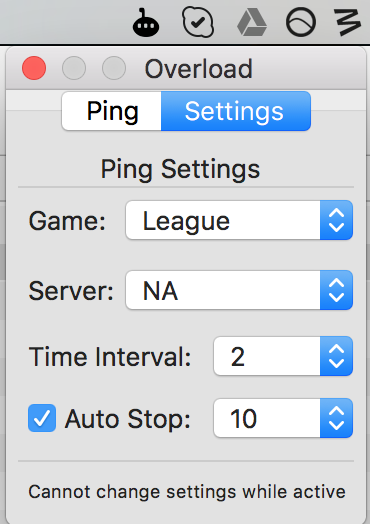 Overload
Ping Settings
Ping Settings
Game: League
Server: NA
Time Interval: 2
Auto Stop: 10
Cannot change settings while active